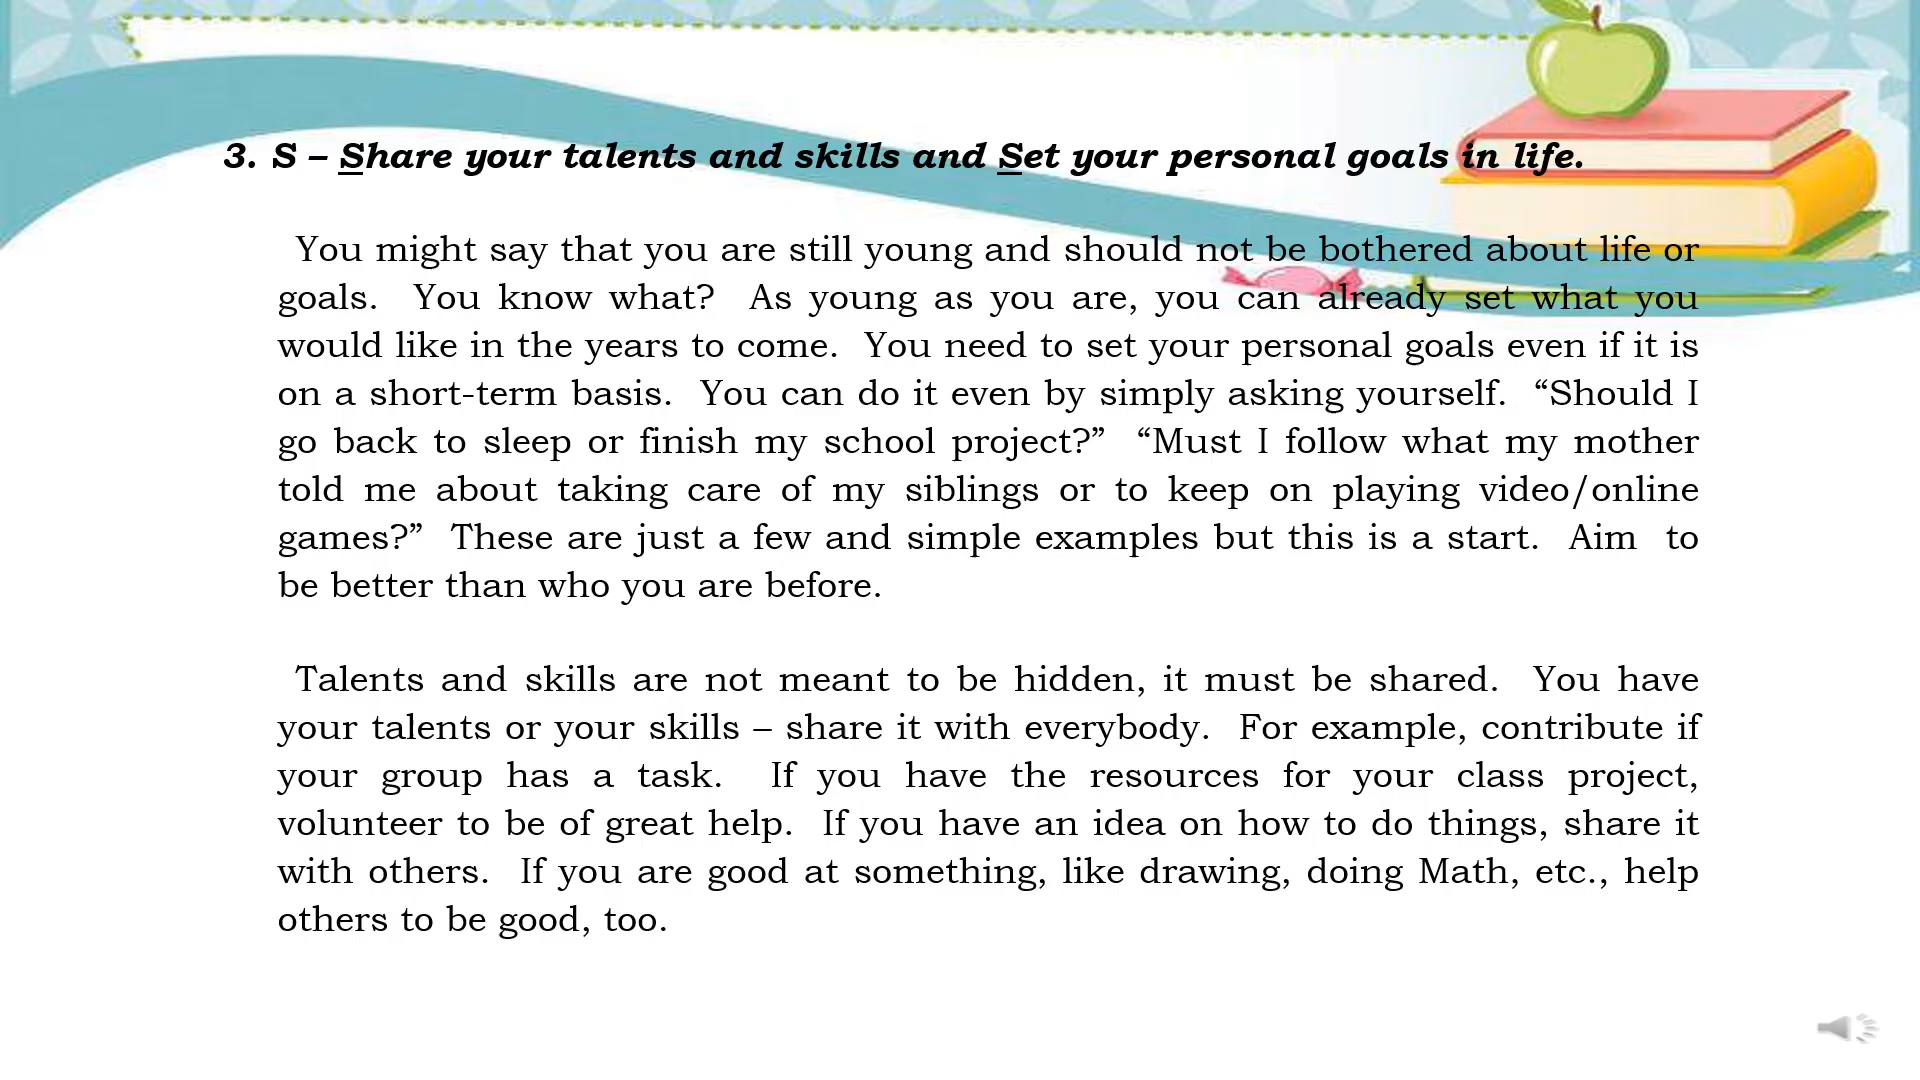 3. S – Share your talents and skills and Set your personal goals in life.
You might say that you are still young and should not be bothered about life or
goals. You know what? As young as you are, you can already set what you
would like in the years to come. You need to set your personal goals even if it is
on a short-term basis. You can do it even by simply asking yourself. “Should I
go back to sleep or finish my school project?” “Must I follow what my mother
told me about taking care of my siblings or to keep on playing video/online
games?” These are just a few and simple examples but this is a start. Aim to
be better than who you are before.
Talents and skills are not meant to be hidden, it must be shared. You have
your talents or your skills – share it with everybody. For example, contribute if
your group has a task. If you have the resources for your class project,
volunteer to be of great help. If you have an idea on how to do things, share it
with others. If you are good at something, like drawing, doing Math, etc., help
others to be good, too.